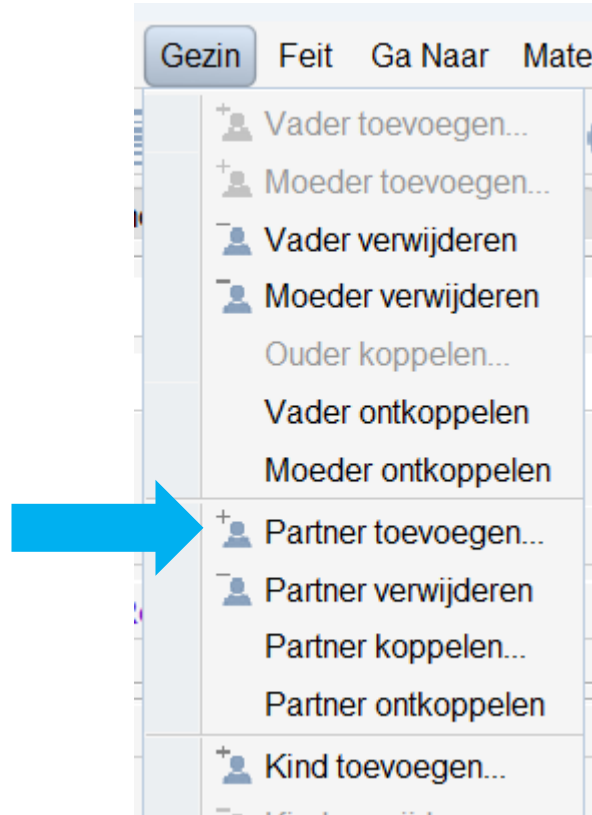 Gezin Feit Ga Naar Mate
Vader toevoegen...
Moeder toevoegen...
Vader verwijderen
Moeder verwijderen
Ouder koppelen...
Vader ontkoppelen
Moeder ontkoppelen
Partner toevoegen...
Partner verwijderen
Partner koppelen...
Partner ontkoppelen
Kind toevoegen...